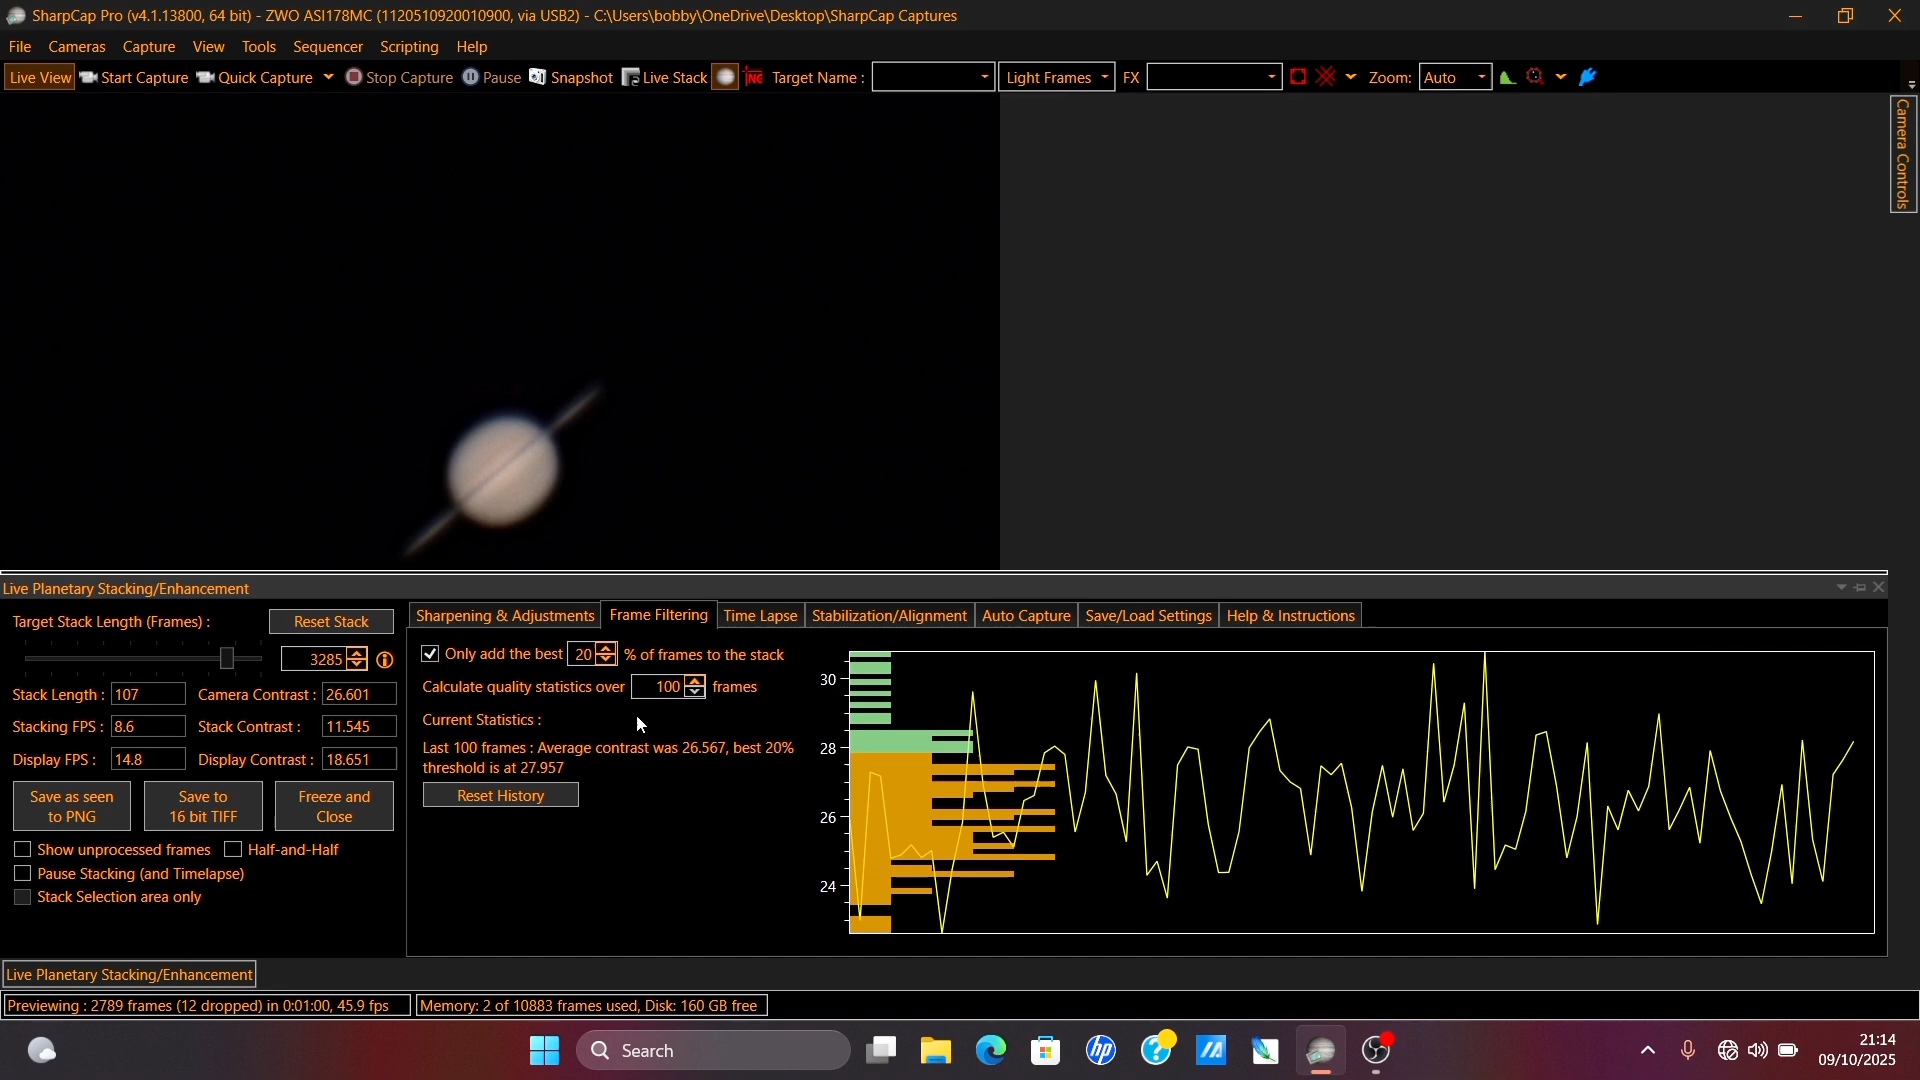 SharpCap Pro (v4.1.13800, 64 bit) - ZWO ASI178MC (1120510920010900, via USB2) - C:\Users\bobby\OneDrive\Desktop\SharpCap Captures
File Cameras Capture View Tools Sequencer Scripting Help
Live View Start Capture Quick Capture Stop Capture Pause Snapshot Live Stack Target Name : Light Frames FX Zoom: Auto
Camera Controls
Live Planetary Stacking/Enhancement
Target Stack Length (Frames) : Reset Stack
3285
Stack Length : 107 Camera Contrast : 26.601
Stacking FPS : 8.6 Stack Contrast : 11.545
Display FPS : 14.8 Display Contrast : 18.651
Save as seen
to PNG
Save to
16 bit TIFF
Freeze and
Close
Show unprocessed frames Half-and-Half
Pause Stacking (and Timelapse)
Stack Selection area only
Sharpening & Adjustments Frame Filtering Time Lapse Stabilization/Alignment Auto Capture Save/Load Settings Help & Instructions
Only add the best 20 % of frames to the stack
Calculate quality statistics over 100 frames
Current Statistics :
Last 100 frames : Average contrast was 26.567, best 20%
threshold is at 27.957
Reset History
30
28
26
24
Live Planetary Stacking/Enhancement
Previewing : 2789 frames (12 dropped) in 0:01:00, 45.9 fps Memory: 2 of 10883 frames used, Disk: 160 GB free
Search
hp
21:14
09/10/2025